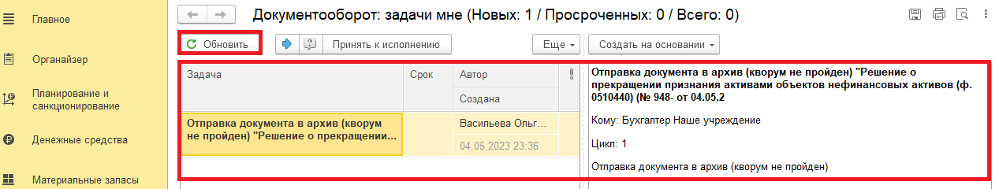 Главное
Органайзер
Планирование и
санкционирование
Денежные средства
Материальные запасы
Документооборот: задачи мне (Новых: 1 / Просроченных: 0 / Всего: 0)
Обновить
Принять к исполнению
Еще
Создать на основании
Задача
Срок
Автор
Создана
Отправка документа в архив (кворум
не пройден) "Решение о прекращении...
Васильева Ольг...
04.05.2023 23:36
Отправка документа в архив (кворум не пройден) "Решение о
прекращении признания активами объектов нефинансовых активов (ф.
0510440) (№ 948- от 04.05.2
Кому: Бухгалтер Наше учреждение
Цикл: 1
Отправка документа в архив (кворум не пройден)